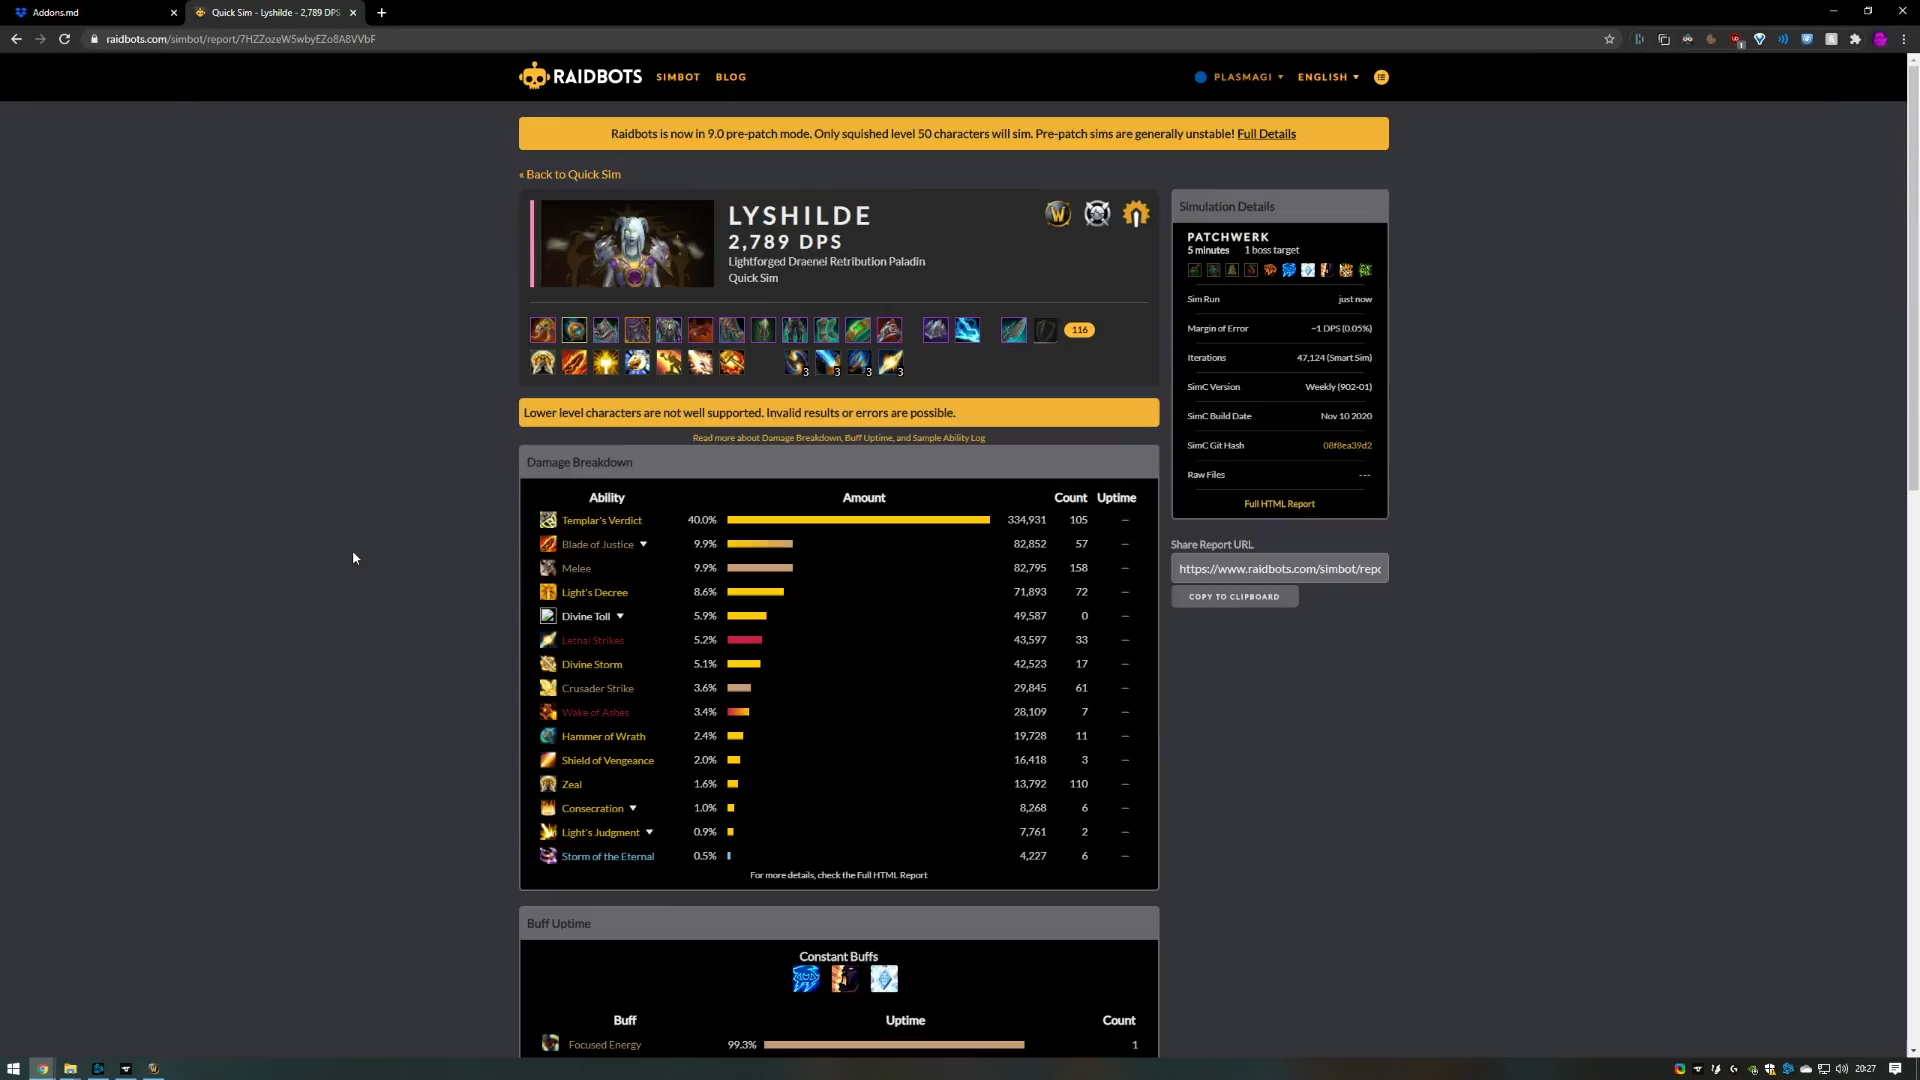 Addons.md
Quick Sim - Lyshilde - 2,789 DPS
raidbots.com/simbot/report/7HZZozeW5wbyEZo8A8VVbF
RAIDBOTS SIMBOT BLOG
PLASMAGI ENGLISH
Raidbots is now in 9.0 pre-patch mode. Only squished level 50 characters will sim. Pre-patch sims are generally unstable! Full Details
« Back to Quick Sim
LYSHILDE
2,789 DPS
Lightforged Draenei Retribution Paladin
Quick Sim
116
3 3 3 3
Lower level characters are not well supported. Invalid results or errors are possible.
Read more about Damage Breakdown, Buff Uptime, and Sample Ability Log
Damage Breakdown
Ability Amount Count Uptime
Templar's Verdict 40.0% 334,931 105 –
Blade of Justice 9.9% 82,852 57 –
Melee 9.9% 82,795 158 –
Light's Decree 8.6% 71,893 72 –
Divine Toll 5.9% 49,587 0 –
Lethal Strikes 5.2% 43,597 33 –
Divine Storm 5.1% 42,523 17 –
Crusader Strike 3.6% 29,845 61 –
Wake of Ashes 3.4% 28,109 7 –
Hammer of Wrath 2.4% 19,728 11 –
Shield of Vengeance 2.0% 16,418 3 –
Zeal 1.6% 13,792 110 –
Consecration 1.0% 8,268 6 –
Light's Judgment 0.9% 7,761 2 –
Storm of the Eternal 0.5% 4,227 6 –
For more details, check the Full HTML Report
Buff Uptime
Constant Buffs
Buff Uptime Count
Focused Energy 99.3% 1
Simulation Details
PATCHWERK
5 minutes 1 boss target
Sim Run just now
Margin of Error ~1 DPS (0.05%)
Iterations 47,124 (Smart Sim)
SimC Version Weekly (902-01)
SimC Build Date Nov 10 2020
SimC Git Hash 08f8ea39d2
Raw Files ---
Full HTML Report
Share Report URL
https://www.raidbots.com/simbot/repo
COPY TO CLIPBOARD
20:27